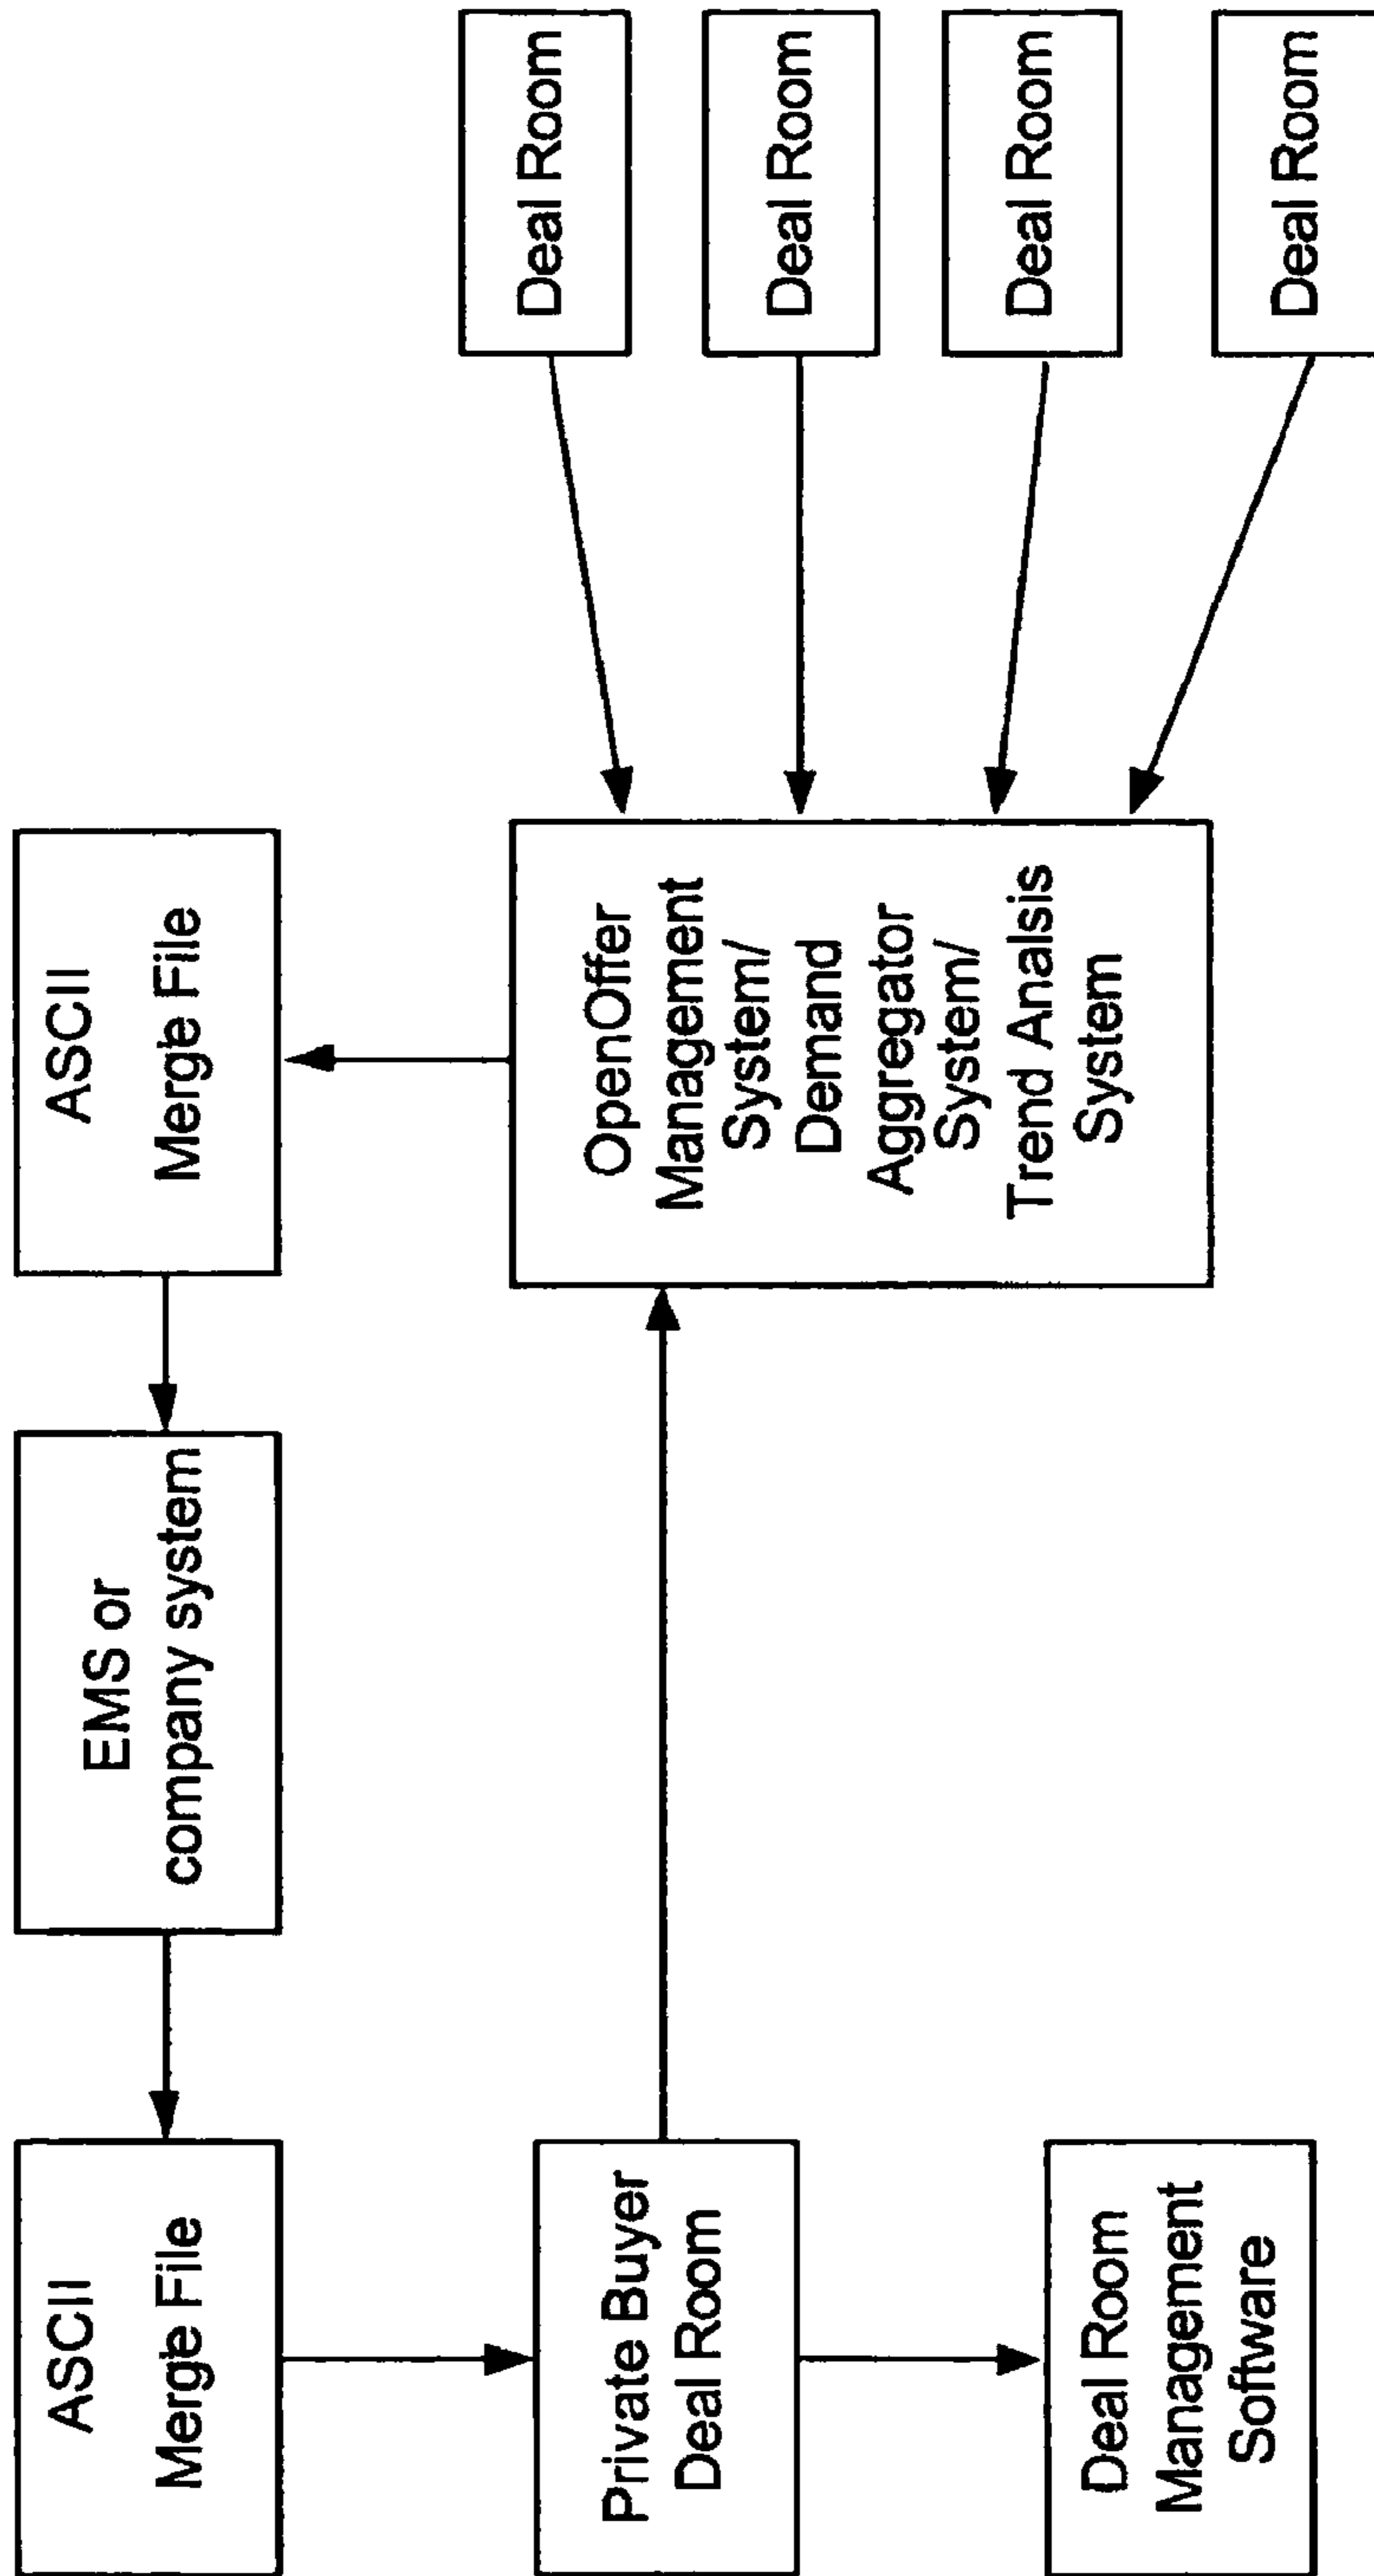 ASCII
Merge File
EMS or
company system
ASCII
Merge File
Private Buyer
Deal Room
OpenOffer
Management
System/
Demand
Aggregator
System/
Trend Analsis
System
Deal Room
Management
Software
Deal Room
Deal Room
Deal Room
Deal Room